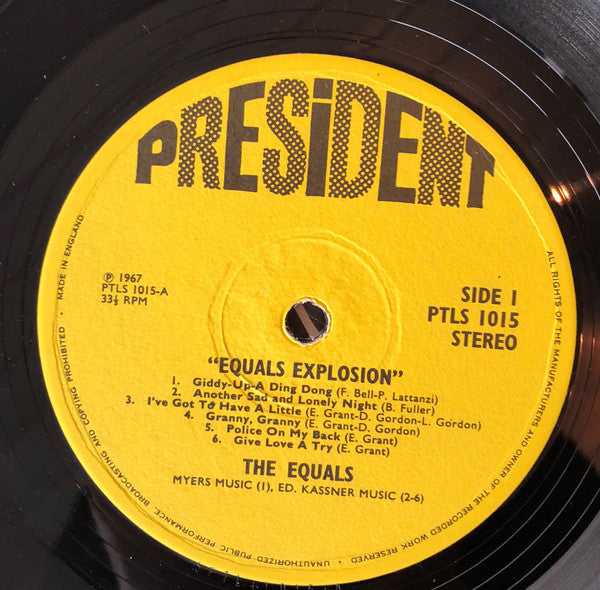 PRESiDENT
℗ 1967
PTLS 1015-A
33⅓ RPM
SIDE 1
PTLS 1015
STEREO
"EQUALS EXPLOSION"
1. Giddy-Up-A Ding Dong (F. Bell-P. Lattanzi)
2. Another Sad and Lonely Night (B. Fuller)
3. I've Got To Have A Little (E. Grant-D. Gordon-L. Gordon)
4. Granny, Granny (E. Grant-D. Gordon)
5. Police On My Back (E. Grant)
6. Give Love A Try (E. Grant)
THE EQUALS
MYERS MUSIC (1), ED. KASSNER MUSIC (2-6)
ALL RIGHTS OF THE MANUFACTURERS AND OWNER OF THE RECORDED WORK RESERVED • UNAUTHORIZED PUBLIC PERFORMANCE, BROADCASTING AND COPYING PROHIBITED • MADE IN ENGLAND